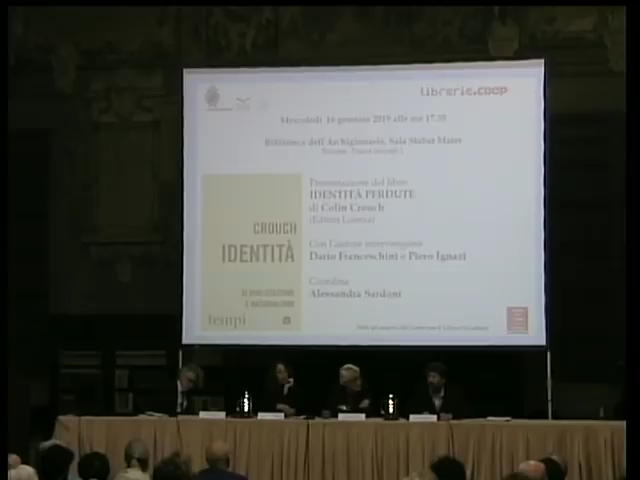 librerie.coop
Mercoledì 16 gennaio 2019 alle ore 17.30
Biblioteca dell'Archiginnasio, Sala Stabat Mater
Presentazione del libro
IDENTITÀ PERDUTE
di Colin Crouch
(Editori Laterza)
Con l'autore intervengono
Dario Franceschini e Piero Ignazi
Coordina
Alessandra Sardoni
CROUCH
IDENTITÀ
GLOBALIZZAZIONE
E NAZIONALISMO
tempi